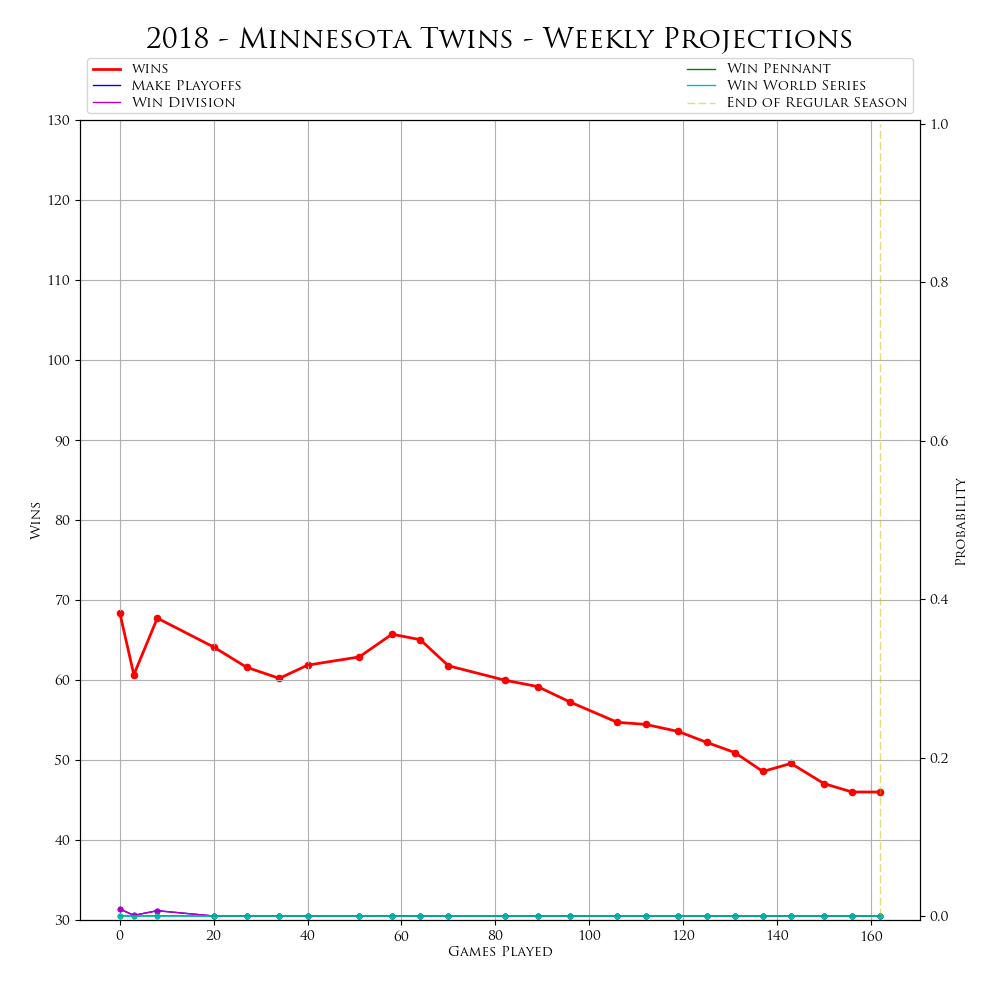 2018 - Minnesota Twins - Weekly Projections
wins
Make Playoffs
Win Division
Win Pennant
Win World Series
End of Regular Season
130
120
110
100
90
80
70
60
50
40
30
Wins
1.0
0.8
0.6
0.4
0.2
0.0
Probability
0 20 40 60 80 100 120 140 160
Games Played